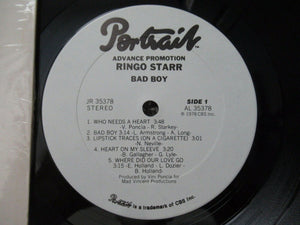 Portrait™
ADVANCE PROMOTION
RINGO STARR
BAD BOY
JR 35378
STEREO
SIDE 1
AL 35378
℗ 1978 CBS Inc.
1. WHO NEEDS A HEART 3:48
V. Poncia - R. Starkey-
2. BAD BOY 3:14 -L. Armstrong - A. Long-
3. LIPSTICK TRACES (ON A CIGARETTE) 3:01
-N. Neville-
4. HEART ON MY SLEEVE 3:20
-B. Gallagher - G. Lyle-
5. WHERE DID OUR LOVE GO
3:15 -E. Holland - L. Dozier -
B. Holland-
Produced by Vini Poncia for
Mad Vincent Productions
Portrait is a trademark of CBS Inc.